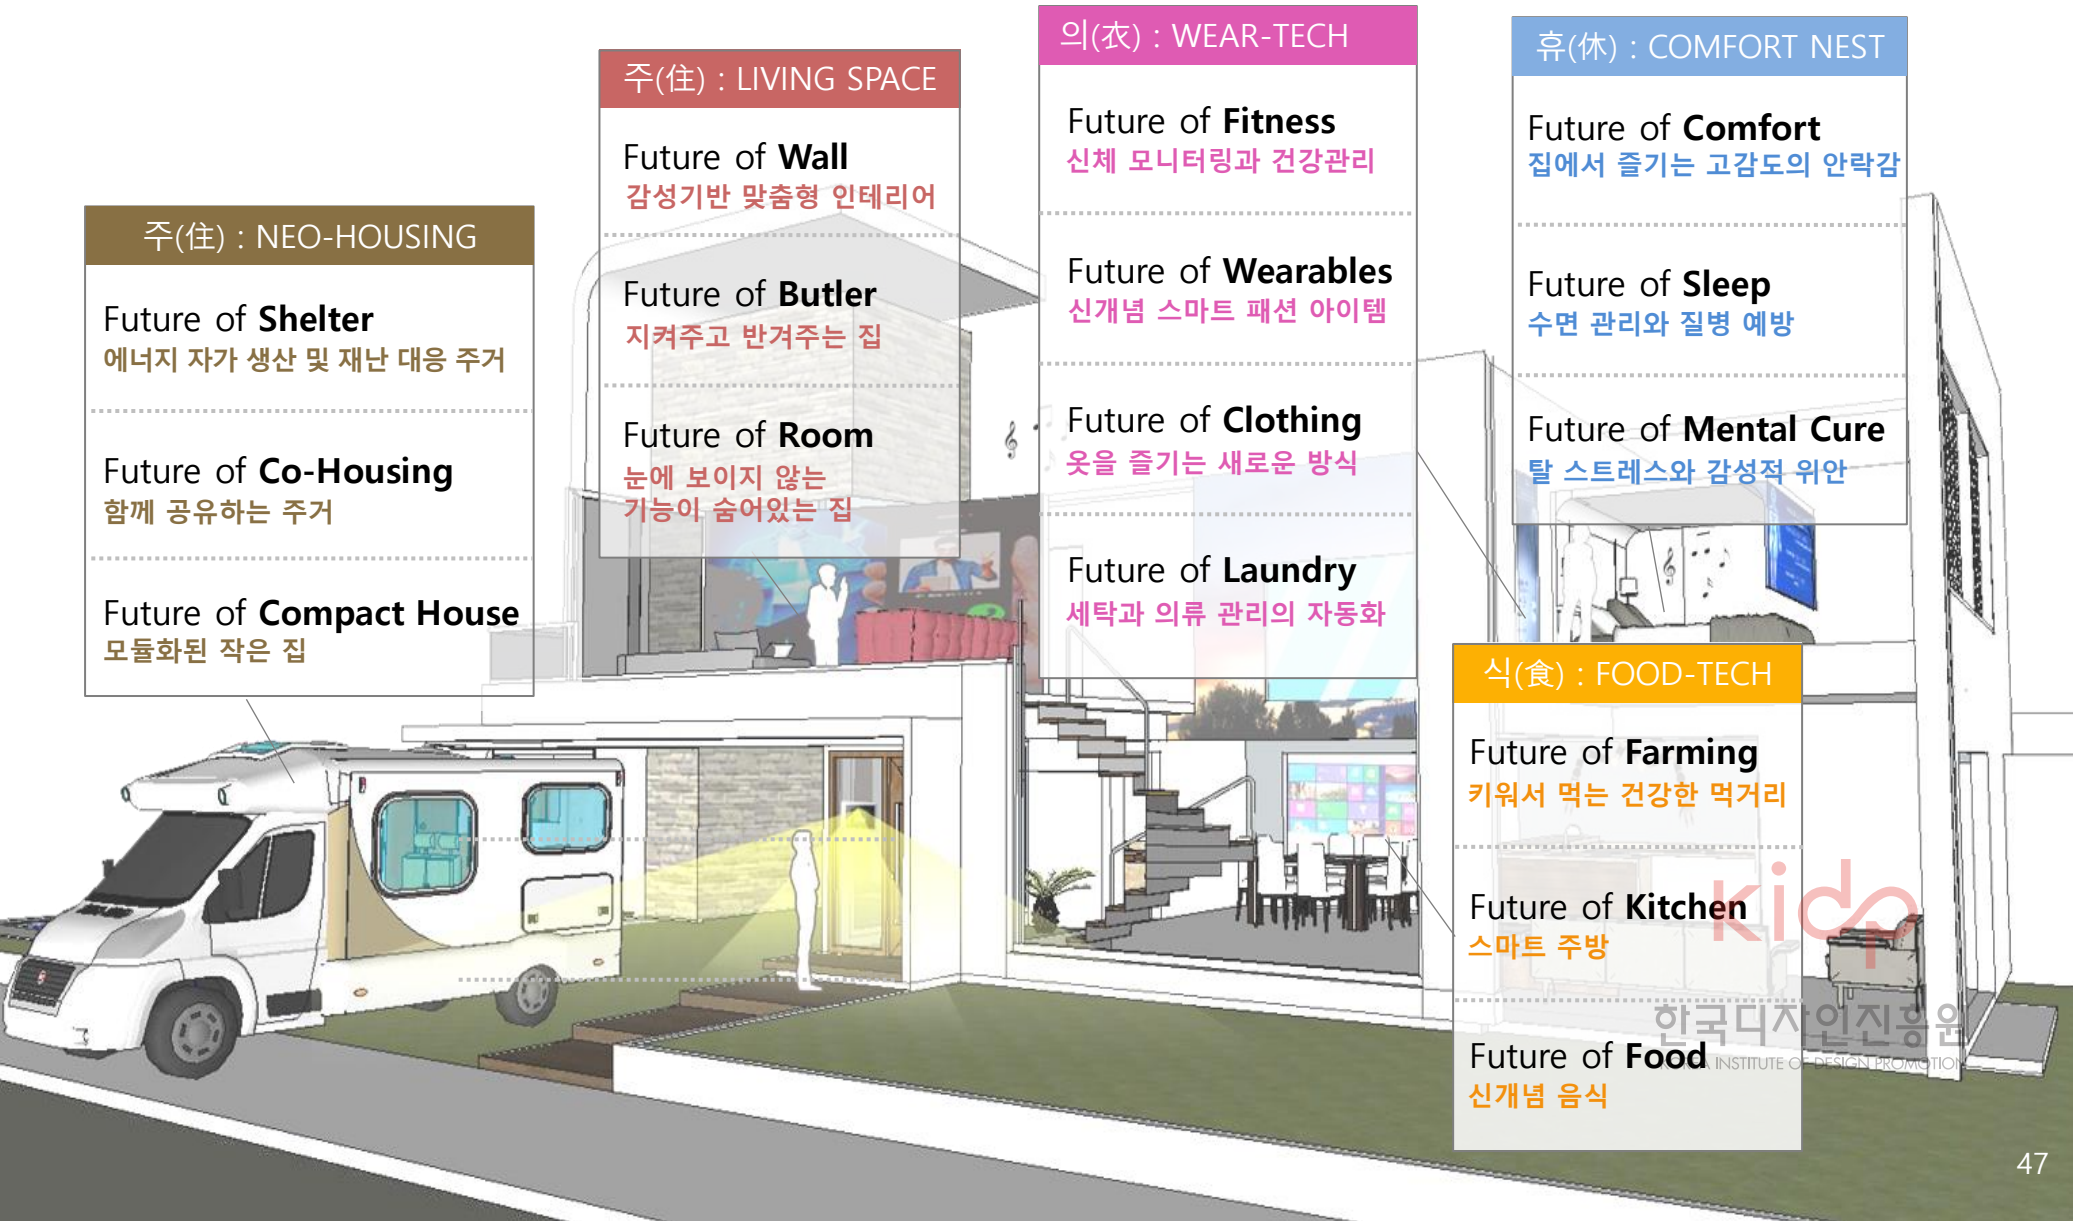 주(住) : NEO-HOUSING
Future of Shelter
에너지 자가 생산 및 재난 대응 주거
Future of Co-Housing
함께 공유하는 주거
Future of Compact House
모듈화된 작은 집
주(住) : LIVING SPACE
Future of Wall
감성기반 맞춤형 인테리어
Future of Butler
지켜주고 반겨주는 집
Future of Room
눈에 보이지 않는
기능이 숨어있는 집
의(衣) : WEAR-TECH
Future of Fitness
신체 모니터링과 건강관리
Future of Wearables
신개념 스마트 패션 아이템
Future of Clothing
옷을 즐기는 새로운 방식
Future of Laundry
세탁과 의류 관리의 자동화
휴(休) : COMFORT NEST
Future of Comfort
집에서 즐기는 고감도의 안락감
Future of Sleep
수면 관리와 질병 예방
Future of Mental Cure
탈 스트레스와 감성적 위안
식(食) : FOOD-TECH
Future of Farming
키워서 먹는 건강한 먹거리
Future of Kitchen
스마트 주방
Future of Food
신개념 음식
kidp
한국디자인진흥원
INSTITUTE OF DESIGN PROMOTION
47